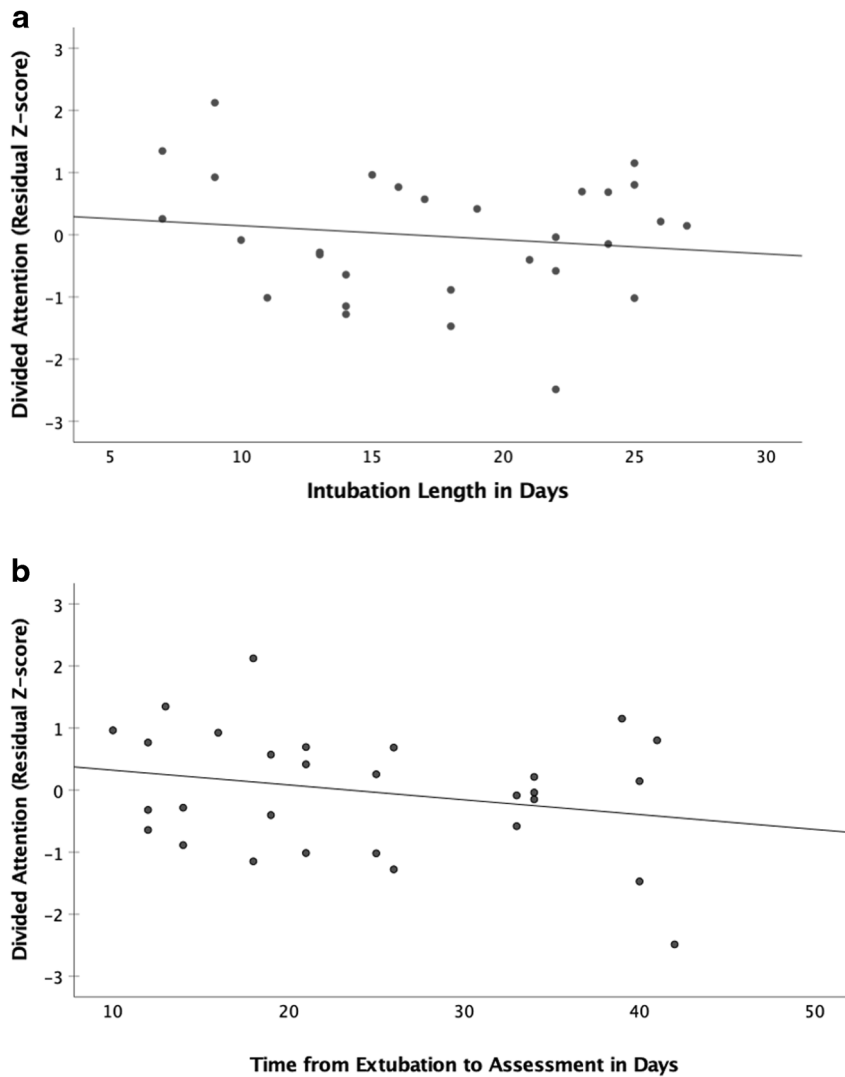 a
Divided Attention (Residual Z-score)
3
2
1
0
−1
−2
−3
5 10 15 20 25 30
Intubation Length in Days
b
Divided Attention (Residual Z-score)
3
2
1
0
−1
−2
−3
10 20 30 40 50
Time from Extubation to Assessment in Days